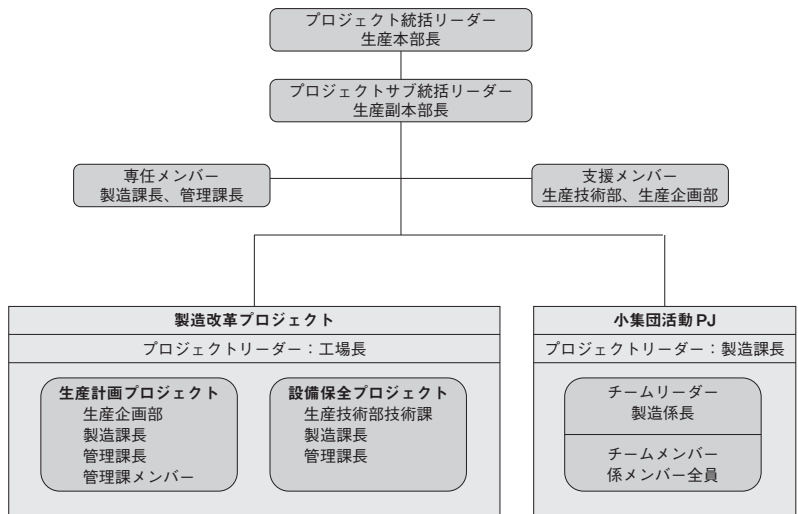 プロジェクト統括リーダー
生産本部長
プロジェクトサブ統括リーダー
生産副本部長
専任メンバー
製造課長、管理課長
支援メンバー
生産技術部、生産企画部
製造改革プロジェクト
プロジェクトリーダー：工場長
生産計画プロジェクト
生産企画部
製造課長
管理課長
管理課メンバー
設備保全プロジェクト
生産技術部技術課
製造課長
管理課長
小集団活動PJ
プロジェクトリーダー：製造課長
チームリーダー
製造係長
チームメンバー
係メンバー全員